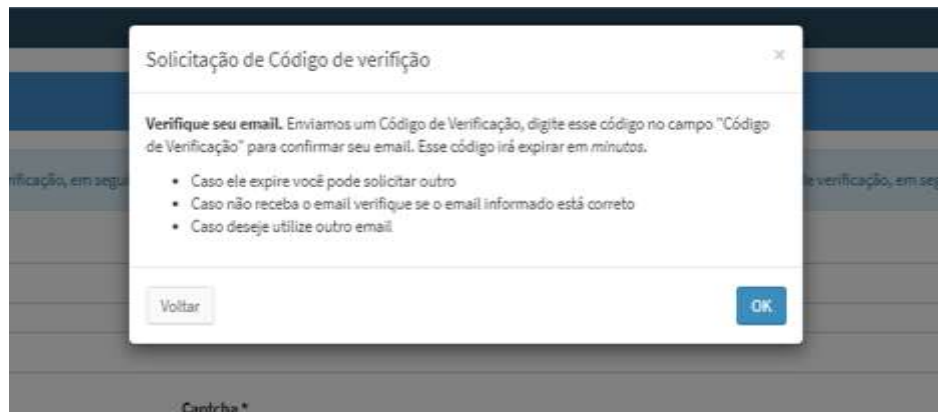 Solicitação de Código de verifição
×
Verifique seu email. Enviamos um Código de Verificação, digite esse código no campo "Código
de Verificação" para confirmar seu email. Esse código irá expirar em minutos.
• Caso ele expire você pode solicitar outro
• Caso não receba o email verifique se o email informado está correto
• Caso deseje utilize outro email
Voltar
OK
Captcha *